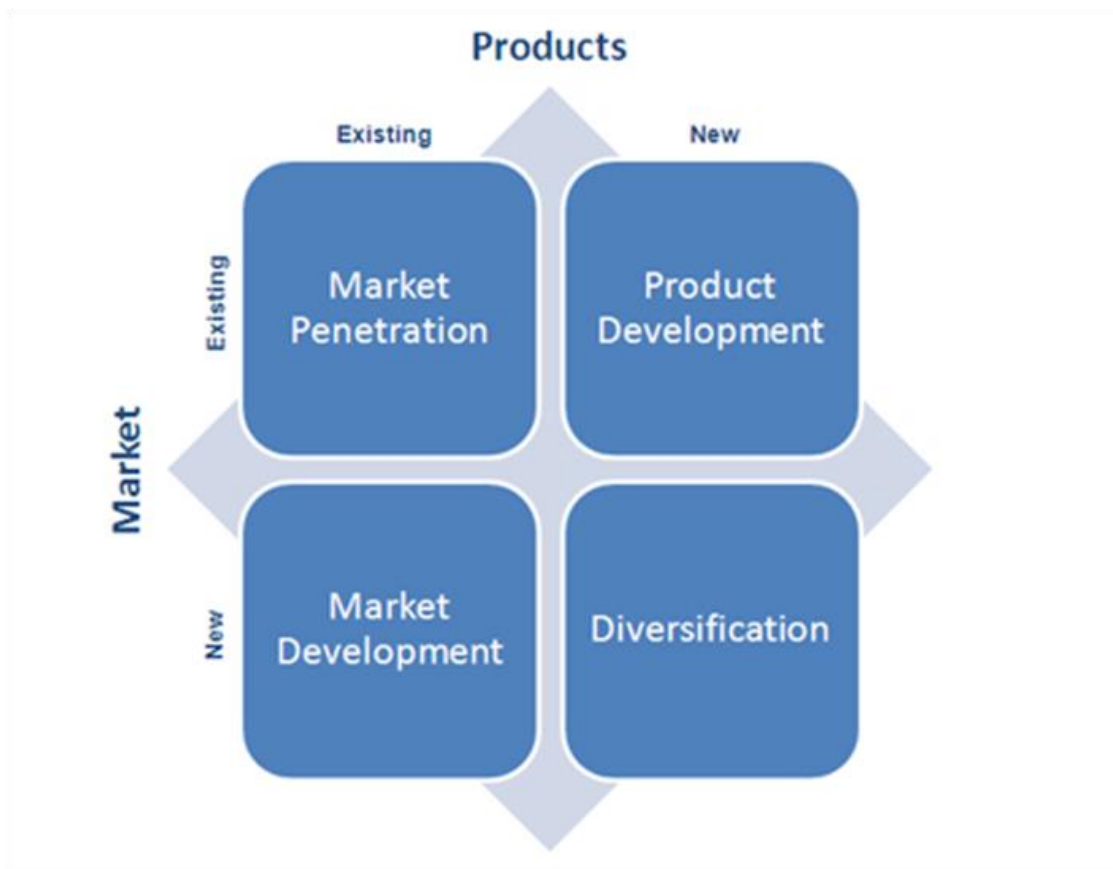 Products
Existing
New
Existing
Market
Penetration
Product
Development
Market
New
Market
Development
Diversification